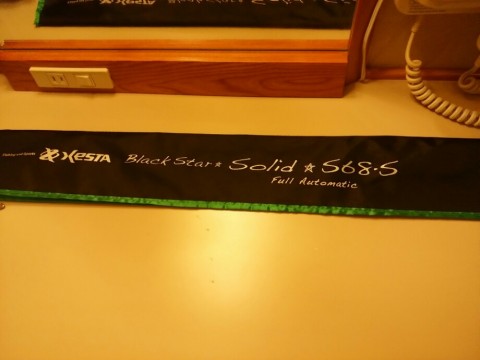 XESTA Black Star★ Solid ★ S68·S
Full Automatic